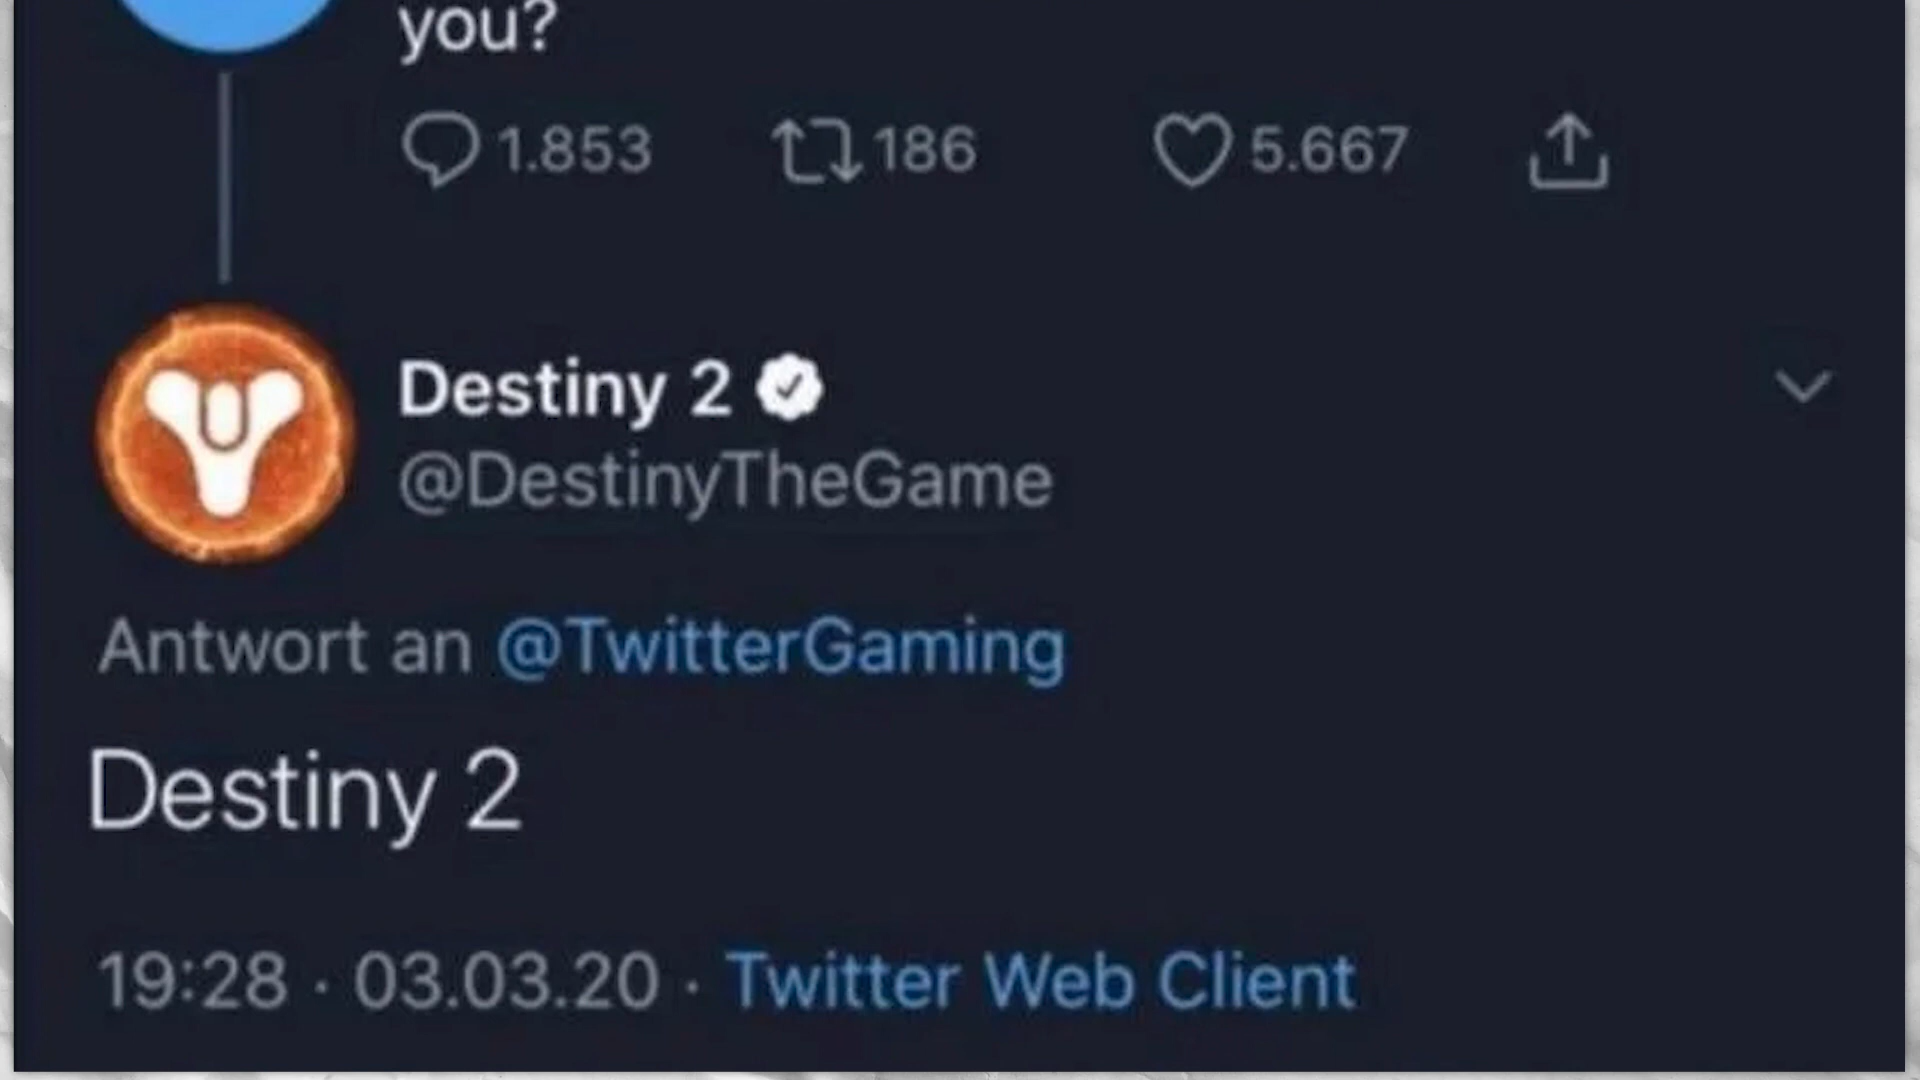 you?
1.853 186 5.667
Destiny 2
@DestinyTheGame
Antwort an @TwitterGaming
Destiny 2
19:28 · 03.03.20 · Twitter Web Client